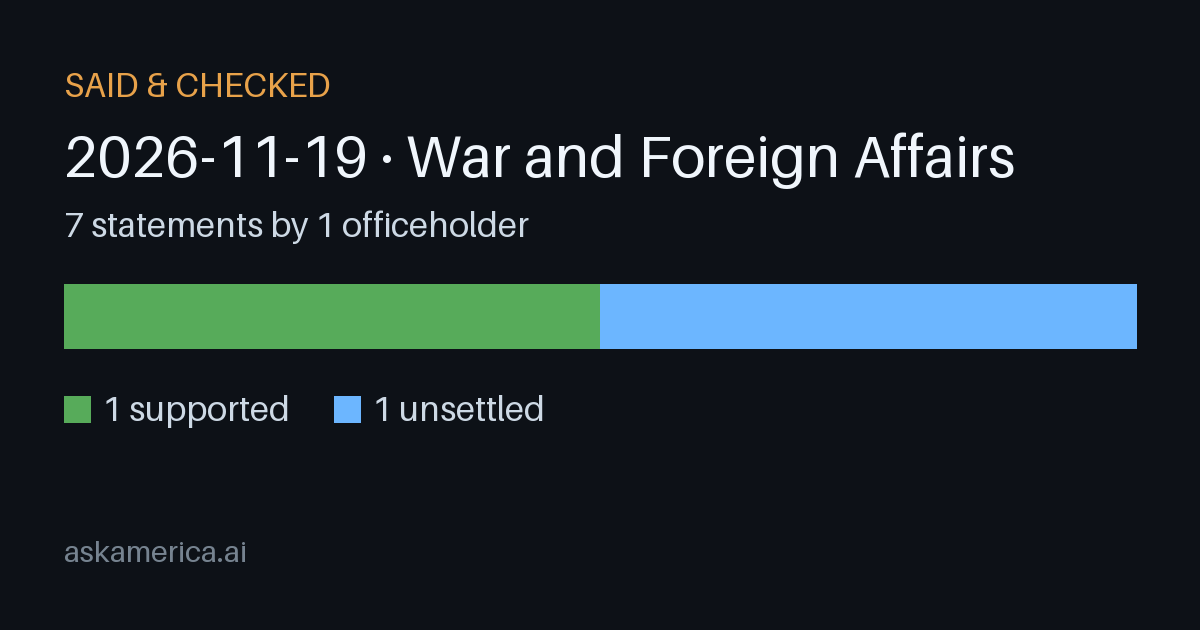 SAID & CHECKED
2026-11-19 · War and Foreign Affairs
7 statements by 1 officeholder
1 supported 1 unsettled
askamerica.ai